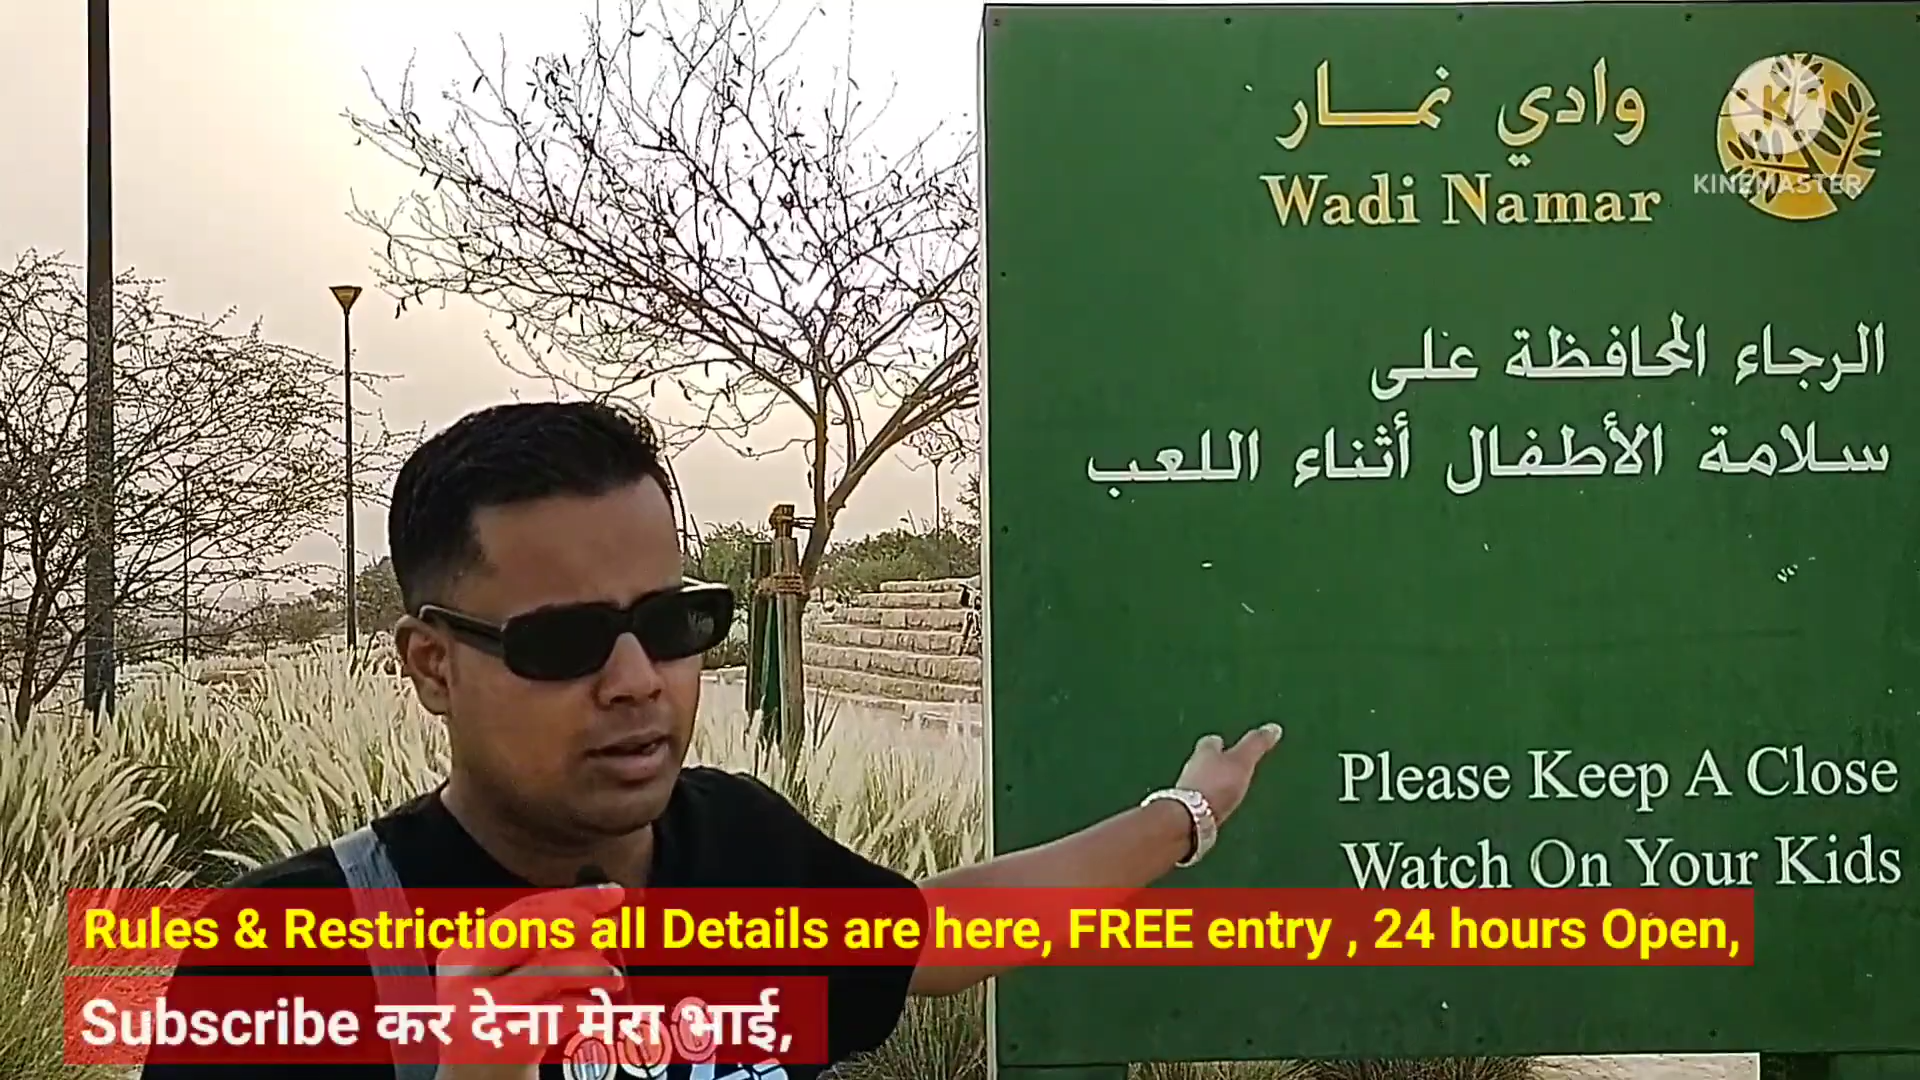 وادي نمار
Wadi Namar
KINEMASTER
الرجاء المحافظة على
سلامة الأطفال أثناء اللعب
Please Keep A Close
Watch On Your Kids
Rules & Restrictions all Details are here, FREE entry , 24 hours Open,
Subscribe कर देना मेरा भाई,